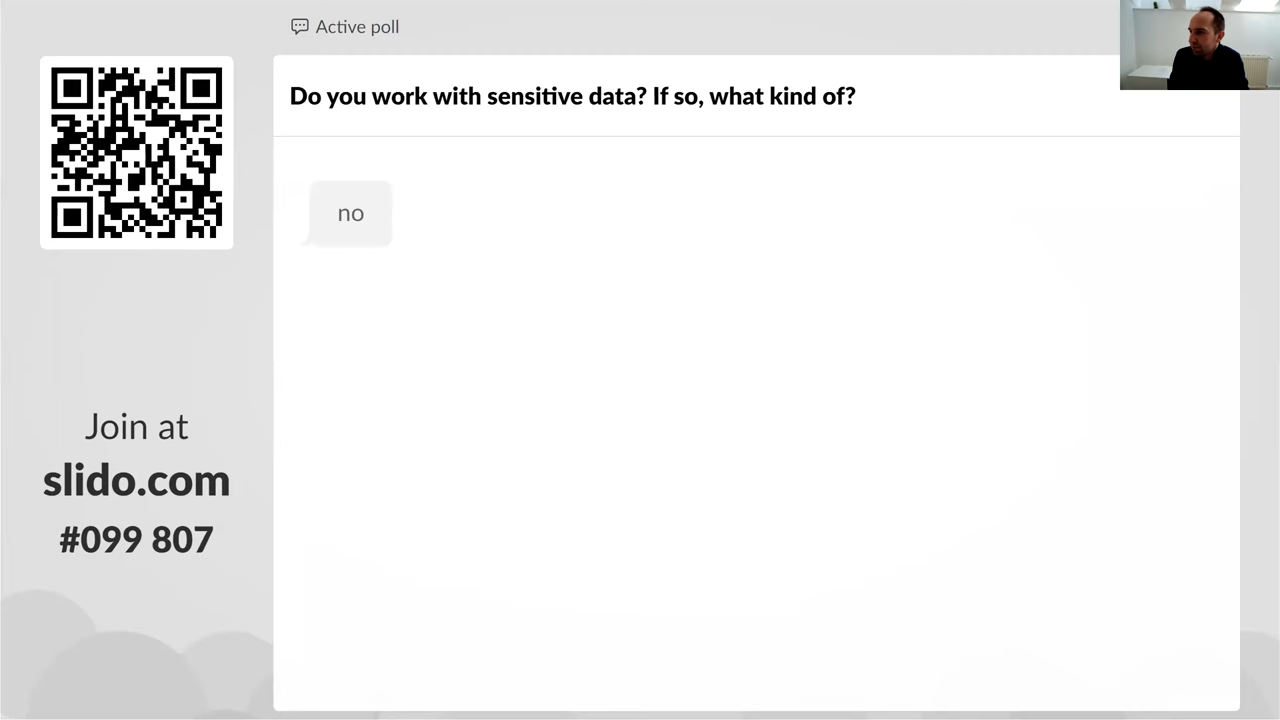 Active poll
Do you work with sensitive data? If so, what kind of?
no
Join at
slido.com
#099 807